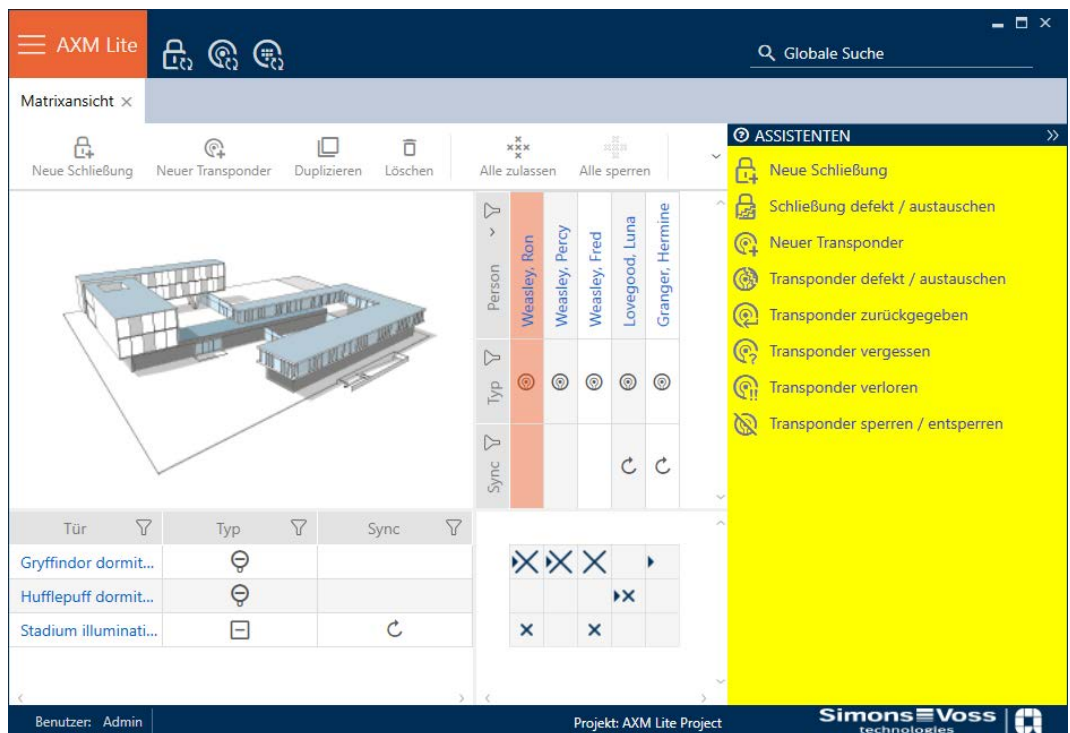 AXM Lite
Globale Suche
Matrixansicht
ASSISTENTEN
Neue Schließung
Neuer Transponder
Duplizieren
Löschen
Alle zulassen
Alle sperren
Person
Weasley, Ron
Weasley, Percy
Weasley, Fred
Lovegood, Luna
Granger, Hermine
Typ
Sync
Neue Schließung
Schließung defekt / austauschen
Neuer Transponder
Transponder defekt / austauschen
Transponder zurückgegeben
Transponder vergessen
Transponder verloren
Transponder sperren / entsperren
Tür Typ Sync
Gryffindor dormit...
Hufflepuff dormit...
Stadium illuminati...
Benutzer: Admin
Projekt: AXM Lite Project
Simons Voss
technologies